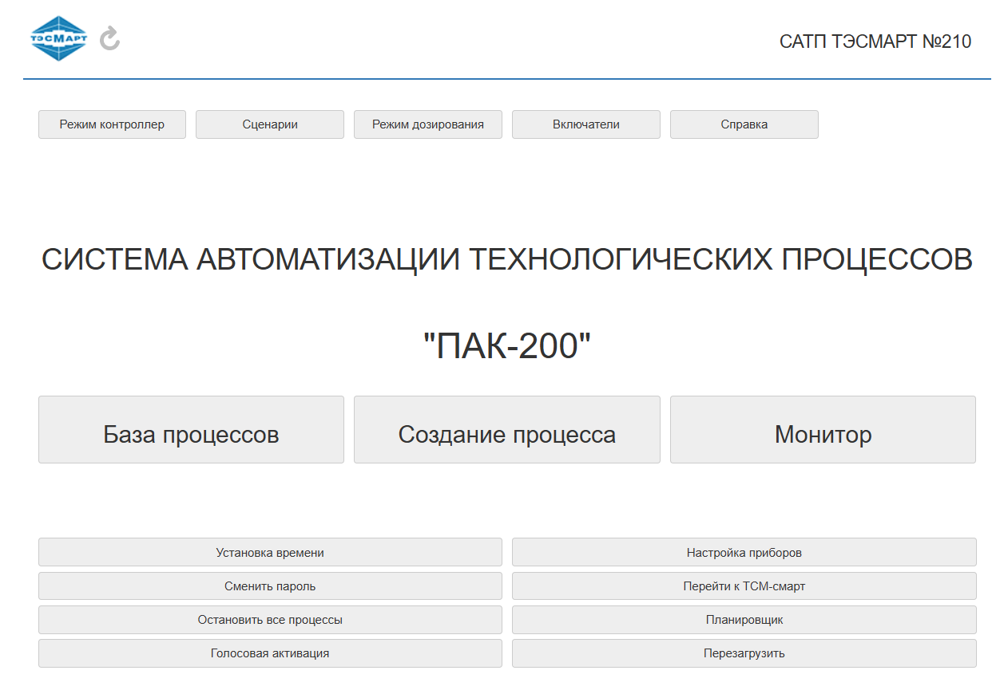 ТЭСМАРТ
САТП ТЭСМАРТ №210
Режим контроллер
Сценарии
Режим дозирования
Включатели
Справка
СИСТЕМА АВТОМАТИЗАЦИИ ТЕХНОЛОГИЧЕСКИХ ПРОЦЕССОВ
"ПАК-200"
База процессов
Создание процесса
Монитор
Установка времени
Настройка приборов
Сменить пароль
Перейти к ТСМ-смарт
Остановить все процессы
Планировщик
Голосовая активация
Перезагрузить